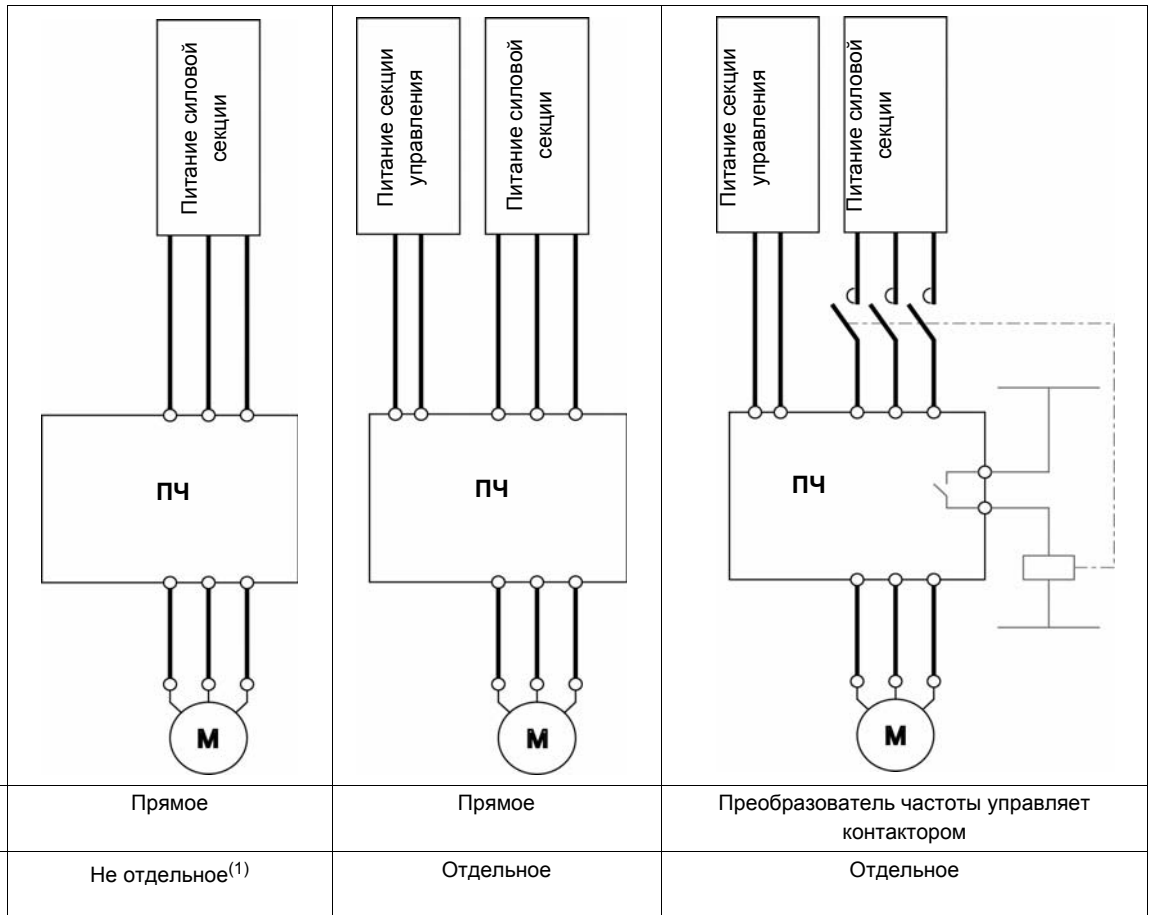 Питание силовой
секции
Питание секции
управления
Питание силовой
секции
Питание секции
управления
Питание силовой
секции
ПЧ
ПЧ
ПЧ
М
М
М
Прямое
Прямое
Преобразователь частоты управляет
контактором
Не отдельное(1)
Отдельное
Отдельное